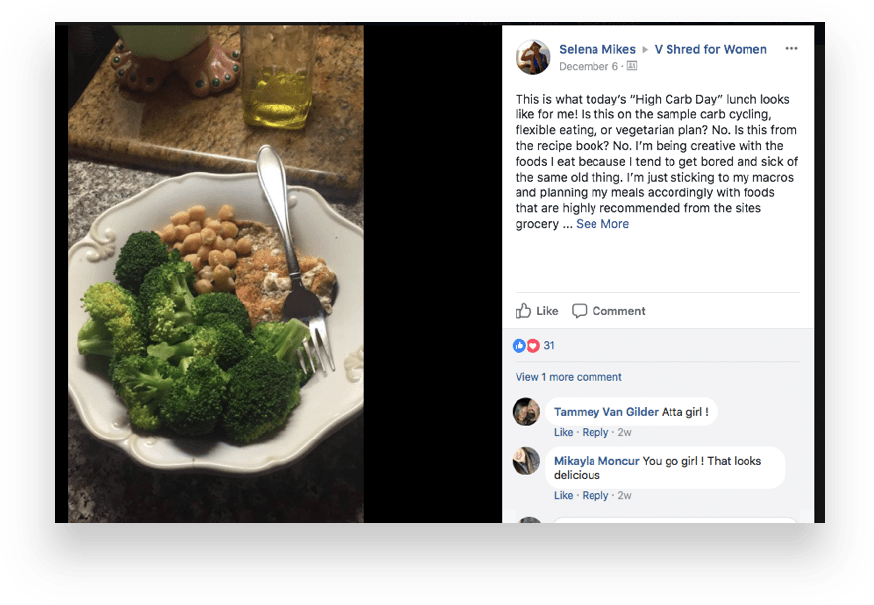 Selena Mikes ▸ V Shred for Women
December 6 ·
This is what today's “High Carb Day” lunch looks
like for me! Is this on the sample carb cycling,
flexible eating, or vegetarian plan? No. Is this from
the recipe book? No. I'm being creative with the
foods I eat because I tend to get bored and sick of
the same old thing. I'm just sticking to my macros
and planning my meals accordingly with foods
that are highly recommended from the sites
grocery ... See More
Like Comment
31
View 1 more comment
Tammey Van Gilder Atta girl !
Like · Reply · 2w
Mikayla Moncur You go girl ! That looks
delicious
Like · Reply · 2w